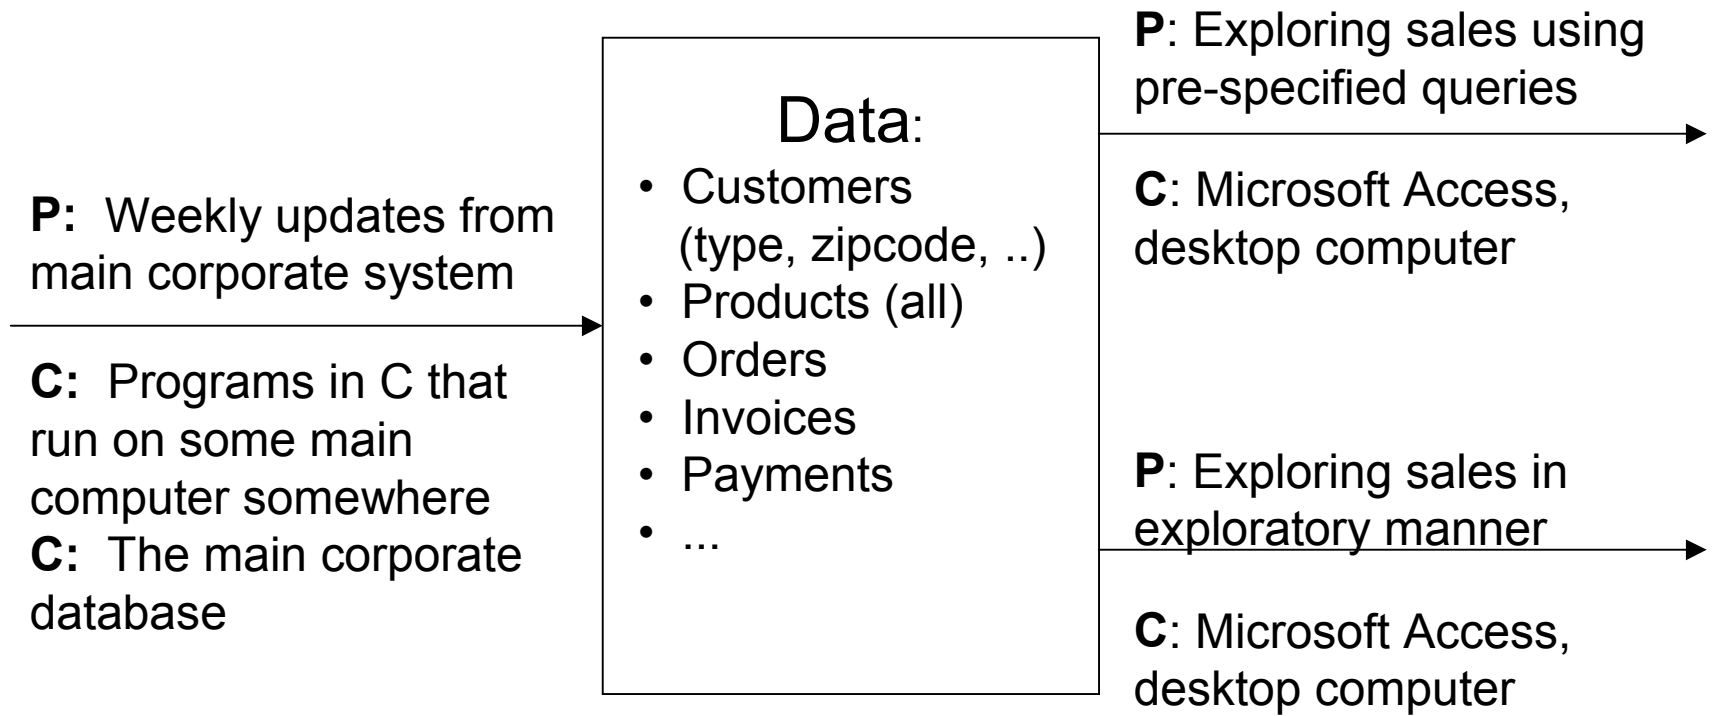 P: Weekly updates from
main corporate system
C: Programs in C that
run on some main
computer somewhere
C: The main corporate
database
Data:
• Customers
(type, zipcode, ..)
• Products (all)
• Orders
• Invoices
• Payments
• ...
P: Exploring sales using
pre-specified queries
C: Microsoft Access,
desktop computer
P: Exploring sales in
exploratory manner
C: Microsoft Access,
desktop computer